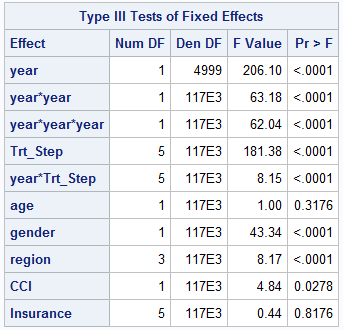 Type III Tests of Fixed Effects
Effect Num DF Den DF F Value Pr > F
year 1 4999 206.10 <.0001
year*year 1 117E3 63.18 <.0001
year*year*year 1 117E3 62.04 <.0001
Trt_Step 5 117E3 181.38 <.0001
year*Trt_Step 5 117E3 8.15 <.0001
age 1 117E3 1.00 0.3176
gender 1 117E3 43.34 <.0001
region 3 117E3 8.17 <.0001
CCI 1 117E3 4.84 0.0278
Insurance 5 117E3 0.44 0.8176